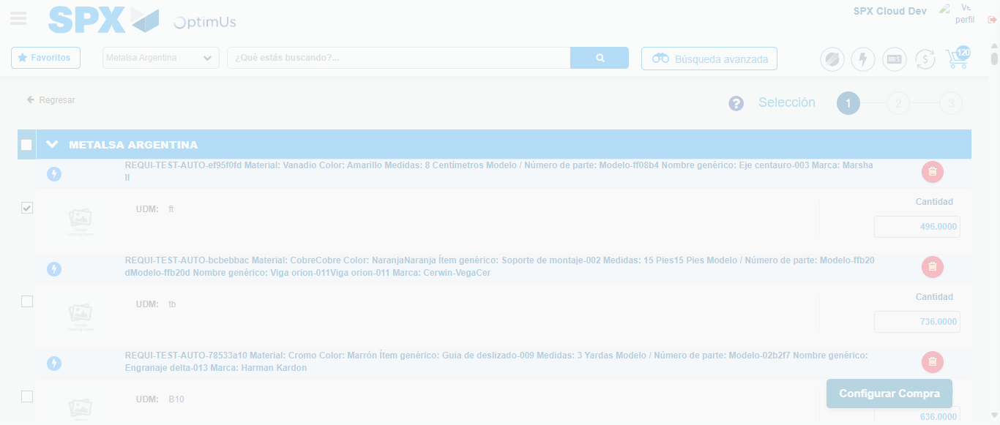 SPX
OptimUs
SPX Cloud Dev
Ve
perfil
Favoritos
Metalsa Argentina
¿Qué estás buscando?...
Búsqueda avanzada
120
Regresar
?
Selección
1
2
3
METALSA ARGENTINA
REQUI-TEST-AUTO-ef95f0fd Material: Vanadio Color: Amarillo Medidas: 8 Centímetros Modelo / Número de parte: Modelo-ff08b4 Nombre genérico: Eje centauro-003 Marca: Marsha
ll
UDM: ft
Cantidad
496.0000
REQUI-TEST-AUTO-bcbebbac Material: CobreCobre Color: NaranjaNaranja Ítem genérico: Soporte de montaje-002 Medidas: 15 Pies15 Pies Modelo / Número de parte: Modelo-ffb20
dModelo-ffb20d Nombre genérico: Viga orion-011Viga orion-011 Marca: Cerwin-VegaCer
UDM: tb
Cantidad
736.0000
REQUI-TEST-AUTO-78533a10 Material: Cromo Color: Marrón Ítem genérico: Guia de deslizado-009 Medidas: 3 Yardas Modelo / Número de parte: Modelo-02b2f7 Nombre genérico:
Engranaje delta-013 Marca: Harman Kardon
UDM: B10
Configurar Compra
636.0000